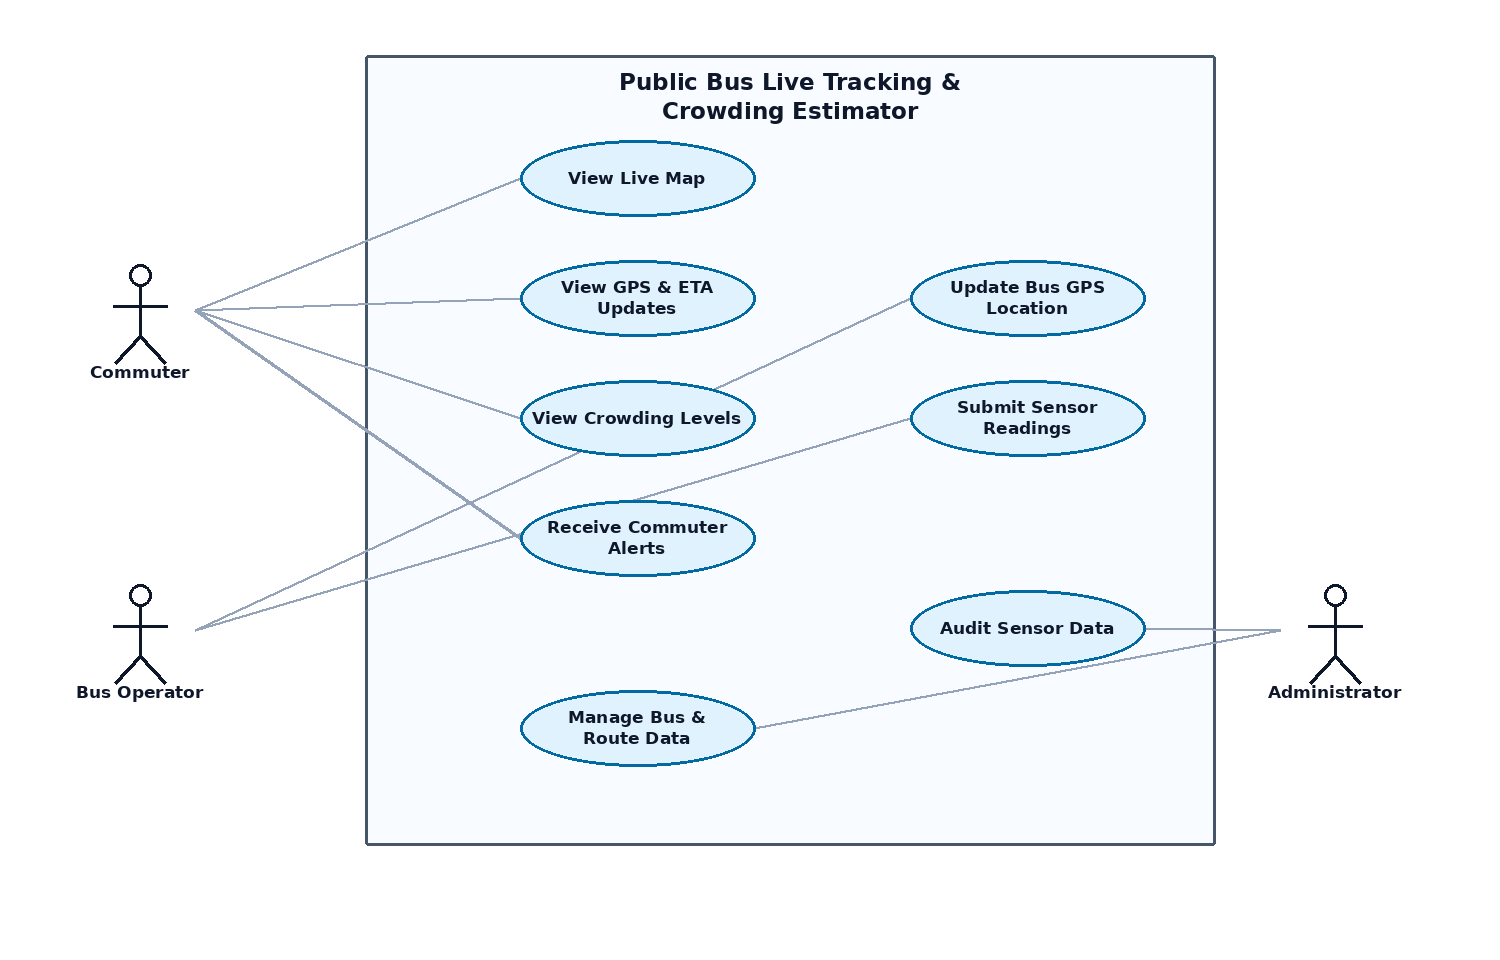 Public Bus Live Tracking &
Crowding Estimator
View Live Map
View GPS & ETA
Updates
Update Bus GPS
Location
Commuter
View Crowding Levels
Submit Sensor
Readings
Receive Commuter
Alerts
Bus Operator
Audit Sensor Data
Administrator
Manage Bus &
Route Data